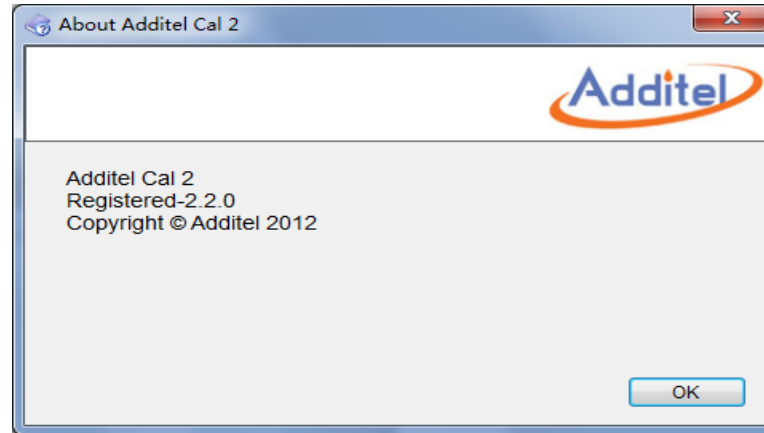 About Additel Cal 2
Additel
Additel Cal 2
Registered-2.2.0
Copyright © Additel 2012
OK